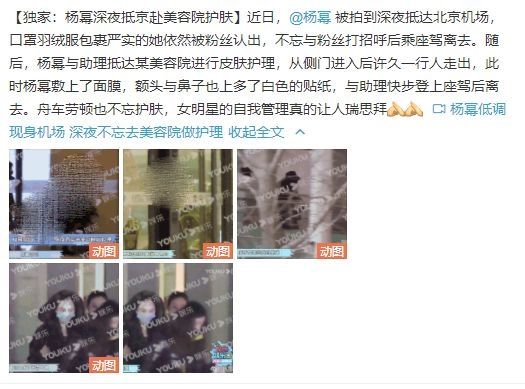 【独家：杨幂深夜抵京赴美容院护肤】近日，@杨幂 被拍到深夜抵达北京机场，
口罩羽绒服包裹严实的她依然被粉丝认出，不忘与粉丝打招呼后乘座驾离去。随
后，杨幂与助理抵达某美容院进行皮肤护理，从侧门进入后许久一行人走出，此
时杨幂敷上了面膜，额头与鼻子也上多了白色的贴纸，与助理快步登上座驾后离
去。舟车劳顿也不忘护肤，女明星的自我管理真的让人瑞思拜 杨幂低调
现身机场 深夜不忘去美容院做护理 收起全文
动图
动图
YOUKU 娱乐
动图
YOUKU 娱乐
动图
YOUKU 娱乐